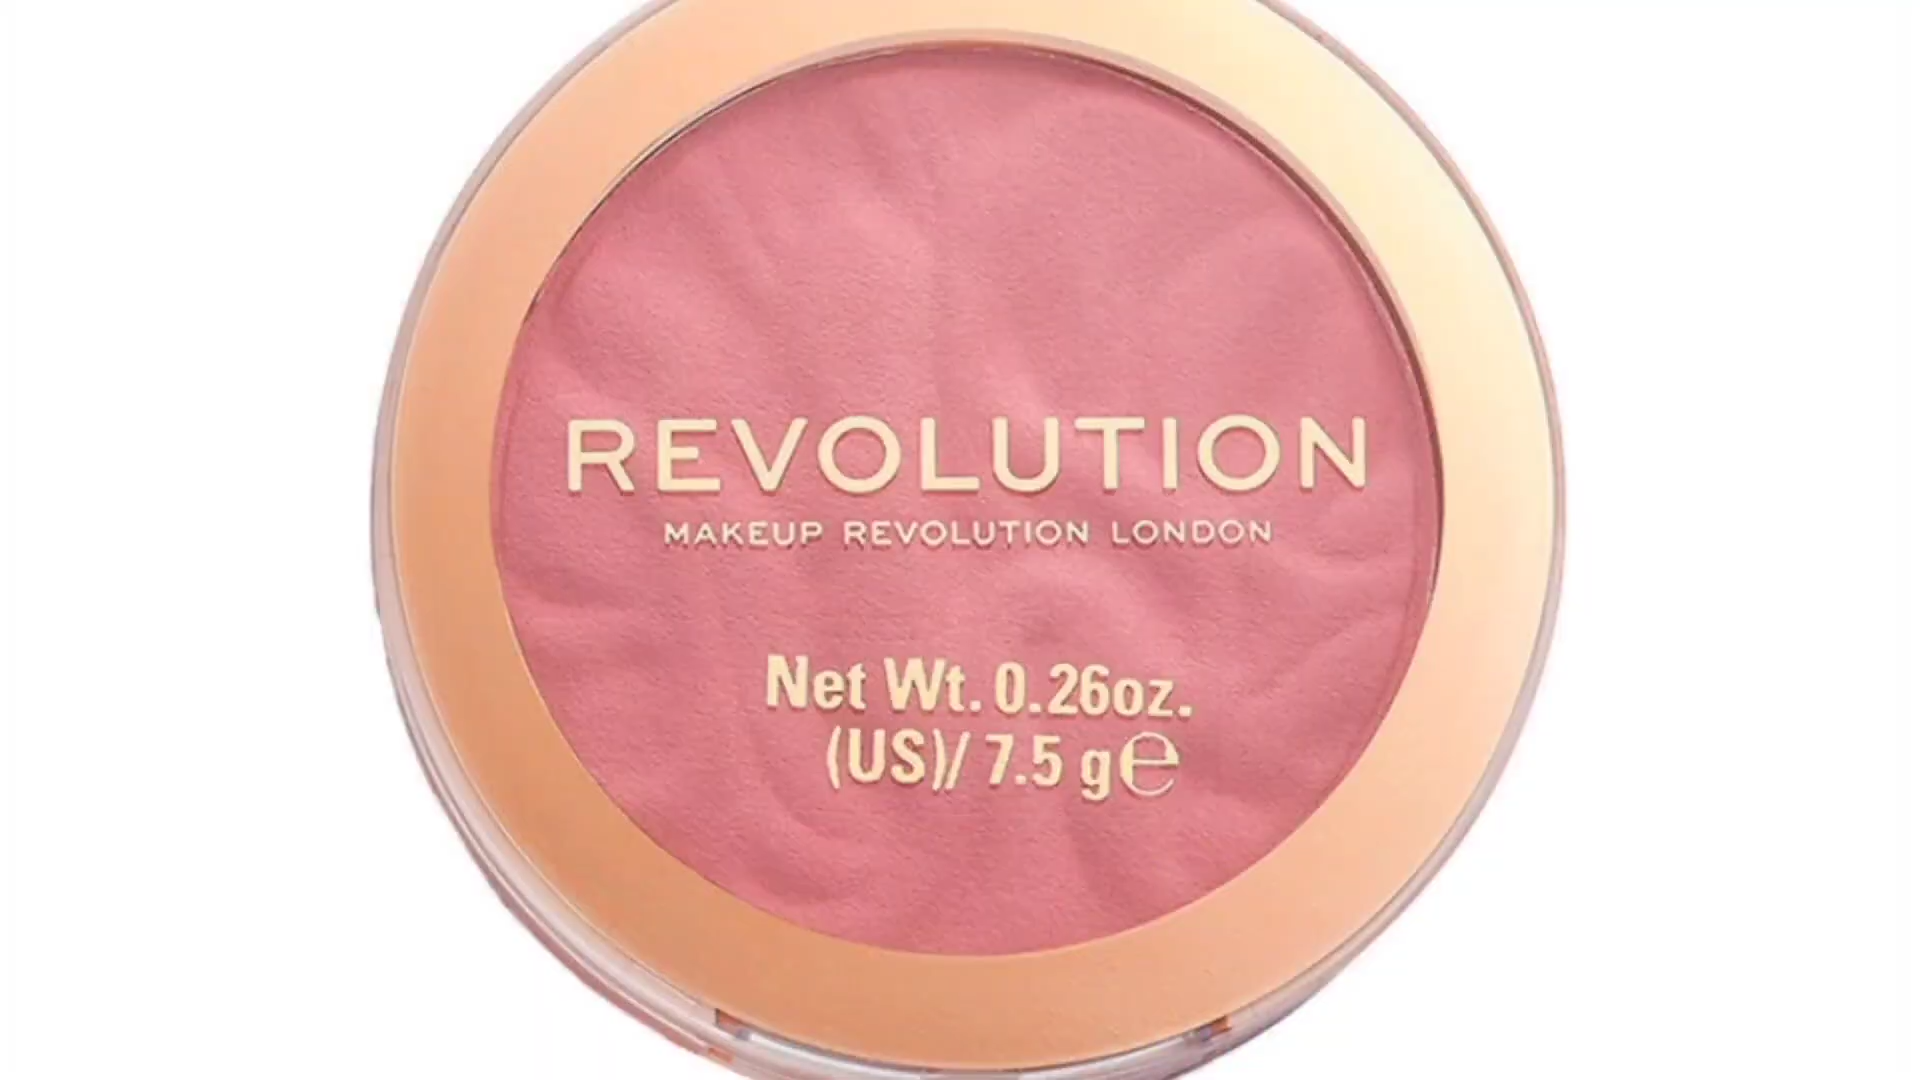 REVOLUTION
MAKEUP REVOLUTION LONDON
Net Wt. 0.26oz.
(US)/ 7.5 g℮